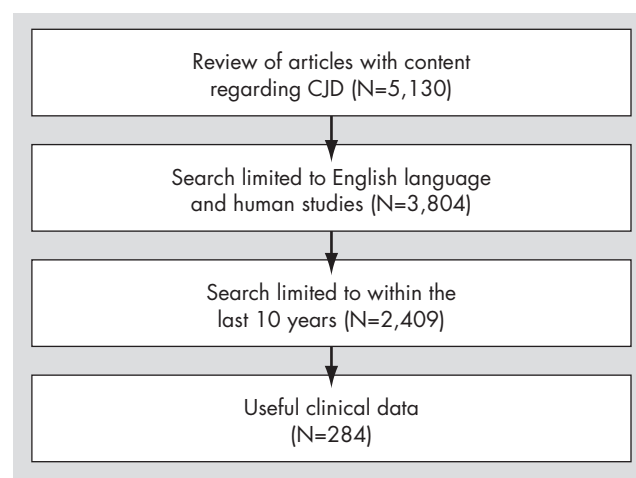 Review of articles with content
regarding CJD (N=5,130)
Search limited to English language
and human studies (N=3,804)
Search limited to within the
last 10 years (N=2,409)
Useful clinical data
(N=284)